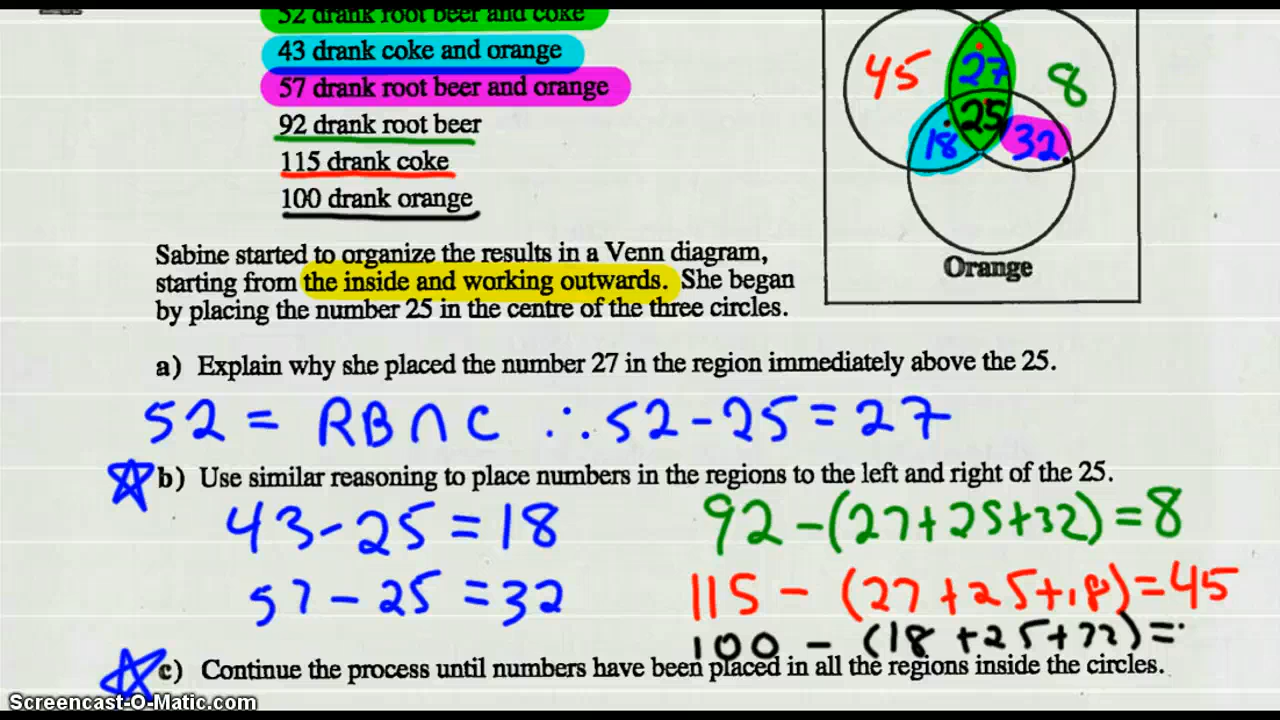 52 drank root beer and coke
43 drank coke and orange
57 drank root beer and orange
92 drank root beer
115 drank coke
100 drank orange
45
27
8
25
18
32
Orange
Sabine started to organize the results in a Venn diagram,
starting from the inside and working outwards. She began
by placing the number 25 in the centre of the three circles.
a) Explain why she placed the number 27 in the region immediately above the 25.
52 = RB ∩ C ∴ 52 - 25 = 27
b) Use similar reasoning to place numbers in the regions to the left and right of the 25.
43 - 25 = 18
92 - (27 + 25 + 32) = 8
57 - 25 = 32
115 - (27 + 25 + 18) = 45
100 - (18 + 25 + 32) =
c) Continue the process until numbers have been placed in all the regions inside the circles.
Screencast-O-Matic.com